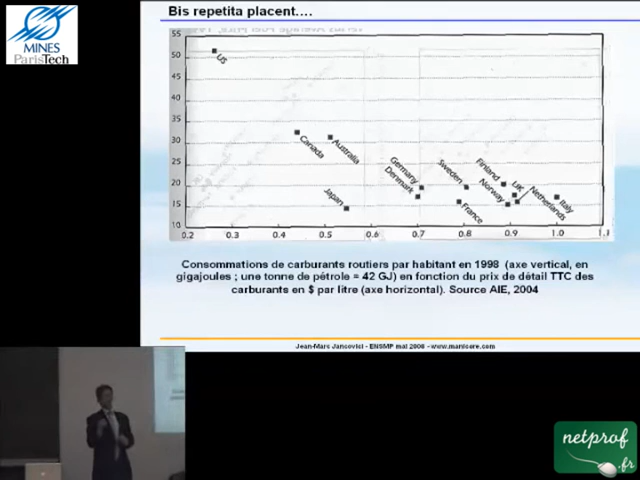 Bis repetita placent....
MINES
ParisTech
55
50
45
40
35
30
25
20
15
10
US
Canada
Australia
Japan
Germany
Denmark
Sweden
France
Finland
Norway
UK
Netherlands
Italy
0.2 0.3 0.4 0.5 0.6 0.7 0.8 0.9 1.0 1.1
Consommations de carburants routiers par habitant en 1998 (axe vertical, en
gigajoules ; une tonne de pétrole = 42 GJ) en fonction du prix de détail TTC des
carburants en $ par litre (axe horizontal). Source AIE, 2004
Jean-Marc Jancovici - ENSMP mai 2008 - www.manicore.com
netprof
.fr